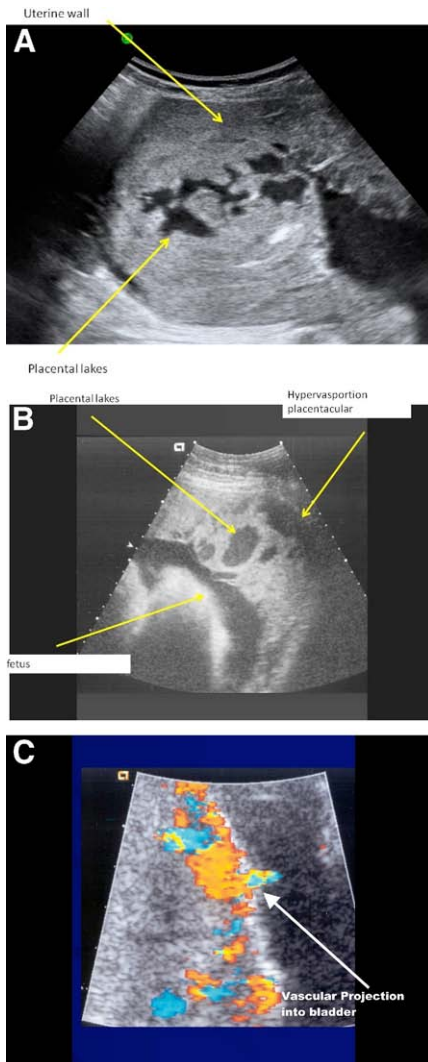 Uterine wall
A
Placental lakes
Placental lakes
Hypervasportion
placentacular
B
fetus
C
Vascular Projection
into bladder